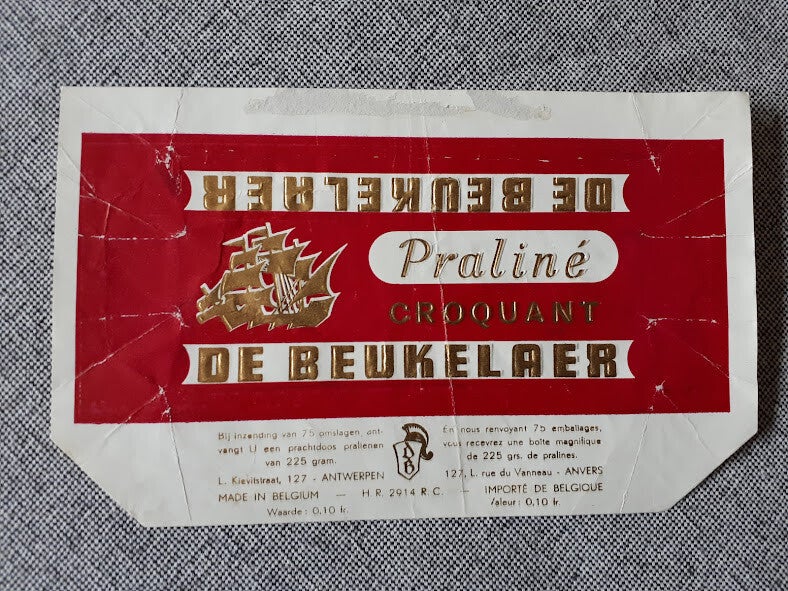 DE BEUKELAER
Praliné
CROQUANT
DE BEUKELAER
Bij inzending van 75 omslagen, ont-
vangt U een prachtdoos pralienen
van 225 gram.
L. Kievitstraat, 127 - ANTWERPEN
MADE IN BELGIUM — H.R. 2914 R.C. — IMPORTÉ DE BELGIQUE
Waarde : 0,10 fr.
DB
En nous renvoyant 75 emballages,
vous recevrez une boîte magnifique
de 225 grs. de pralines.
127, L. rue du Vanneau - ANVERS
Valeur : 0,10 fr.